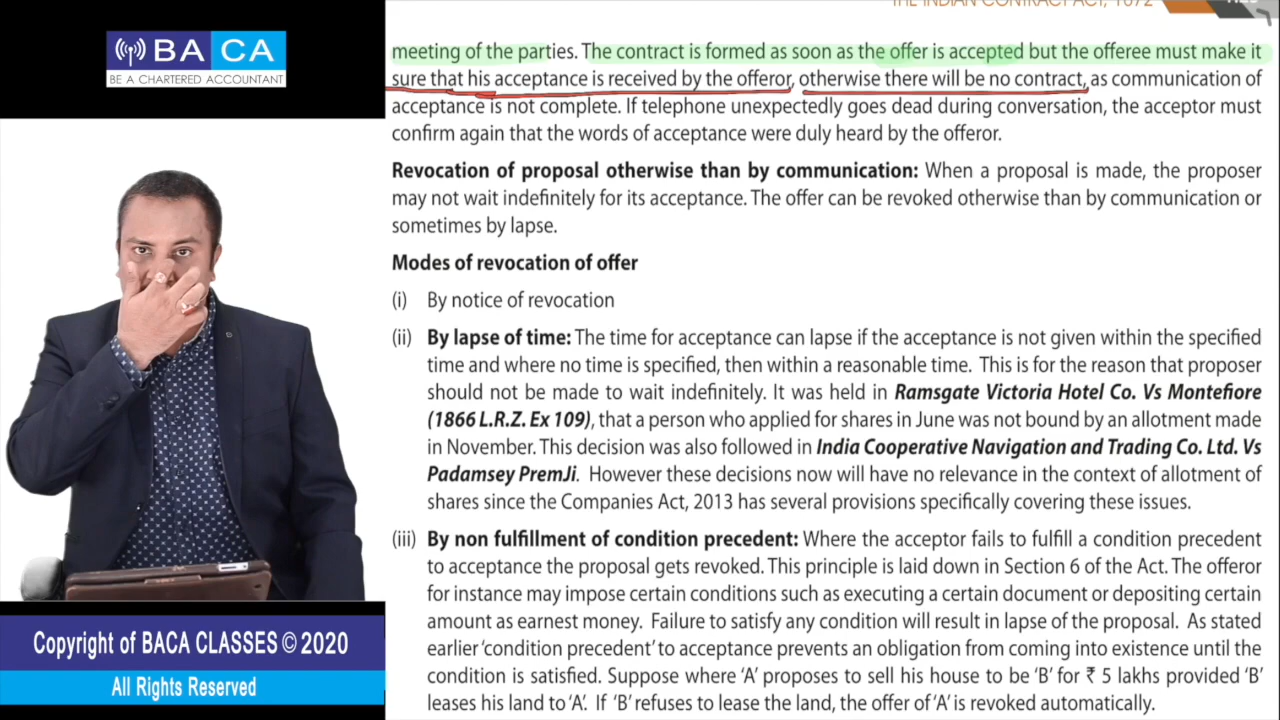 THE INDIAN CONTRACT ACT, 1872
BACA
BE A CHARTERED ACCOUNTANT
meeting of the parties. The contract is formed as soon as the offer is accepted but the offeree must make it
sure that his acceptance is received by the offeror, otherwise there will be no contract, as communication of
acceptance is not complete. If telephone unexpectedly goes dead during conversation, the acceptor must
confirm again that the words of acceptance were duly heard by the offeror.
Revocation of proposal otherwise than by communication: When a proposal is made, the proposer
may not wait indefinitely for its acceptance. The offer can be revoked otherwise than by communication or
sometimes by lapse.
Modes of revocation of offer
(i) By notice of revocation
(ii) By lapse of time: The time for acceptance can lapse if the acceptance is not given within the specified
time and where no time is specified, then within a reasonable time. This is for the reason that proposer
should not be made to wait indefinitely. It was held in Ramsgate Victoria Hotel Co. Vs Montefiore
(1866 L.R.Z. Ex 109), that a person who applied for shares in June was not bound by an allotment made
in November. This decision was also followed in India Cooperative Navigation and Trading Co. Ltd. Vs
Padamsey PremJi. However these decisions now will have no relevance in the context of allotment of
shares since the Companies Act, 2013 has several provisions specifically covering these issues.
(iii) By non fulfillment of condition precedent: Where the acceptor fails to fulfill a condition precedent
to acceptance the proposal gets revoked. This principle is laid down in Section 6 of the Act. The offeror
for instance may impose certain conditions such as executing a certain document or depositing certain
amount as earnest money. Failure to satisfy any condition will result in lapse of the proposal. As stated
earlier ‘condition precedent’ to acceptance prevents an obligation from coming into existence until the
condition is satisfied. Suppose where ‘A’ proposes to sell his house to be ‘B’ for ₹ 5 lakhs provided ‘B’
leases his land to ‘A’. If ‘B’ refuses to lease the land, the offer of ‘A’ is revoked automatically.
Copyright of BACA CLASSES © 2020
All Rights Reserved